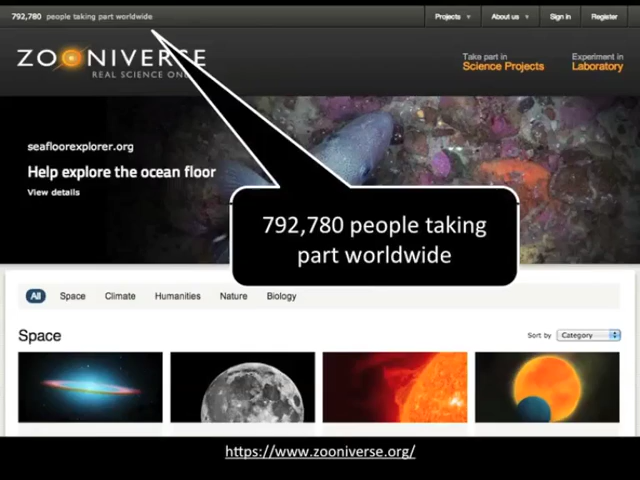 792,780 people taking part worldwide
Projects
About us
Sign in
Register
ZOONIVERSE
REAL SCIENCE
Take part in
Science Projects
Experiment in
Laboratory
seafloorexplorer.org
Help explore the ocean floor
View details
792,780 people taking
part worldwide
All
Space
Climate
Humanities
Nature
Biology
Space
Sort by
Category
https://www.zooniverse.org/